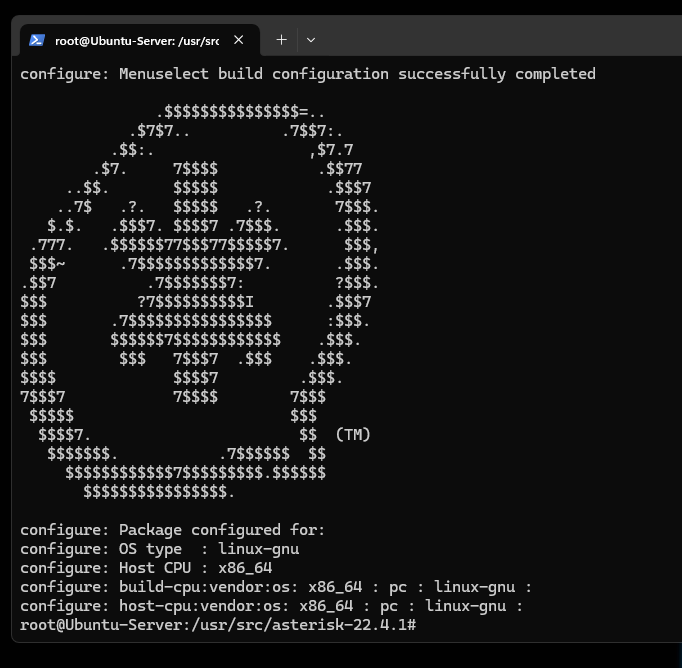 root@Ubuntu-Server: /usr/src
configure: Menuselect build configuration successfully completed
               .$$$$$$$$$$$$$$$=..
            .$7$7..          .7$$7:.
          .$$:.                 ,$7.7
        .$7.     7$$$$           .$$77
     ..$$.       $$$$$            .$$$7
    ..7$   .?.   $$$$$   .?.       7$$$.
   $.$.   .$$$7. $$$$7 .7$$$.      .$$$.
 .777.   .$$$$$$77$$$77$$$$$7.      $$$,
 $$$~      .7$$$$$$$$$$$$$7.       .$$$.
.$$7          .7$$$$$$$7:          ?$$$.
$$$          ?7$$$$$$$$$$I        .$$$7
$$$       .7$$$$$$$$$$$$$$$$      :$$$.
$$$       $$$$$$7$$$$$$$$$$$$    .$$$.
$$$        $$$   7$$$7  .$$$    .$$$.
$$$$             $$$$7         .$$$.
7$$$7            7$$$$        7$$$
 $$$$$                        $$$
  $$$$7.                       $$  (TM)
   $$$$$$$.           .7$$$$$$  $$
     $$$$$$$$$$$$7$$$$$$$$$.$$$$$$
       $$$$$$$$$$$$$$$$.
configure: Package configured for:
configure: OS type  : linux-gnu
configure: Host CPU : x86_64
configure: build-cpu:vendor:os: x86_64 : pc : linux-gnu :
configure: host-cpu:vendor:os: x86_64 : pc : linux-gnu :
root@Ubuntu-Server:/usr/src/asterisk-22.4.1#